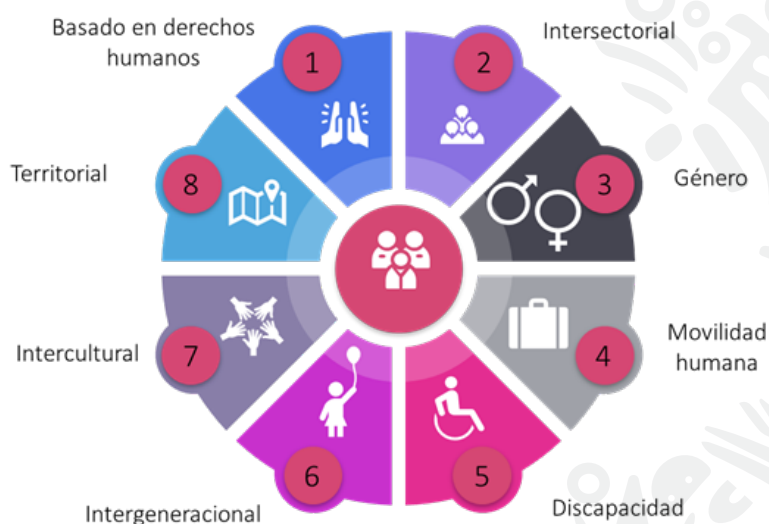 Basado en derechos
humanos
1
2
Intersectorial
3
Género
4
Movilidad
humana
5
Discapacidad
6
Intergeneracional
7
Intercultural
8
Territorial